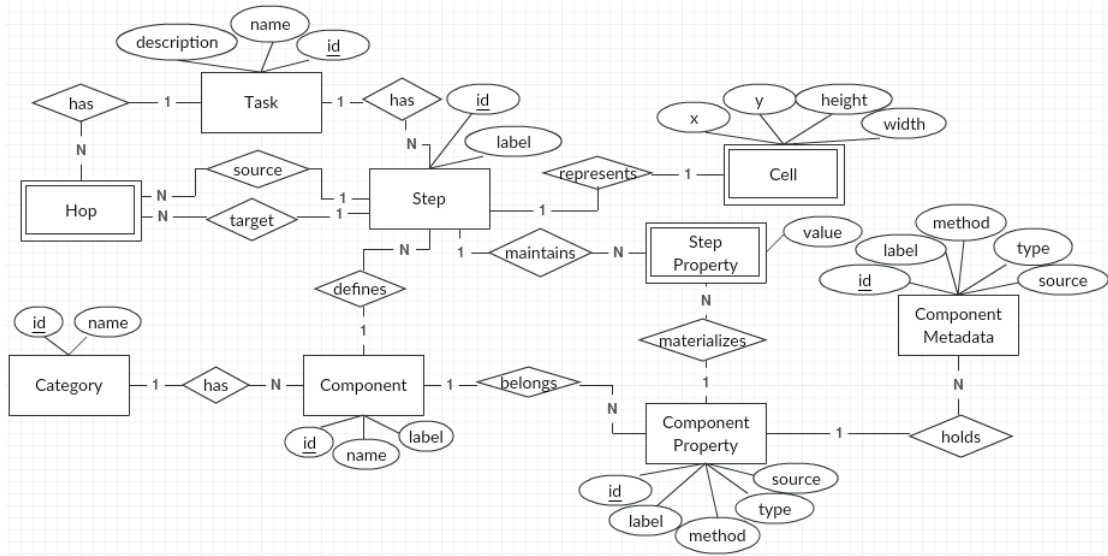 name
description
id
has
1
Task
1
has
id
N
N
label
x
y
height
width
Hop
N
source
1
N
target
1
Step
represents
1
Cell
1
1
maintains
N
Step
Property
value
method
label
type
id
source
Component
Metadata
N
defines
1
N
materializes
1
id
name
Category
1
has
N
Component
1
belongs
N
id
name
label
Component
Property
1
holds
N
id
label
method
type
source